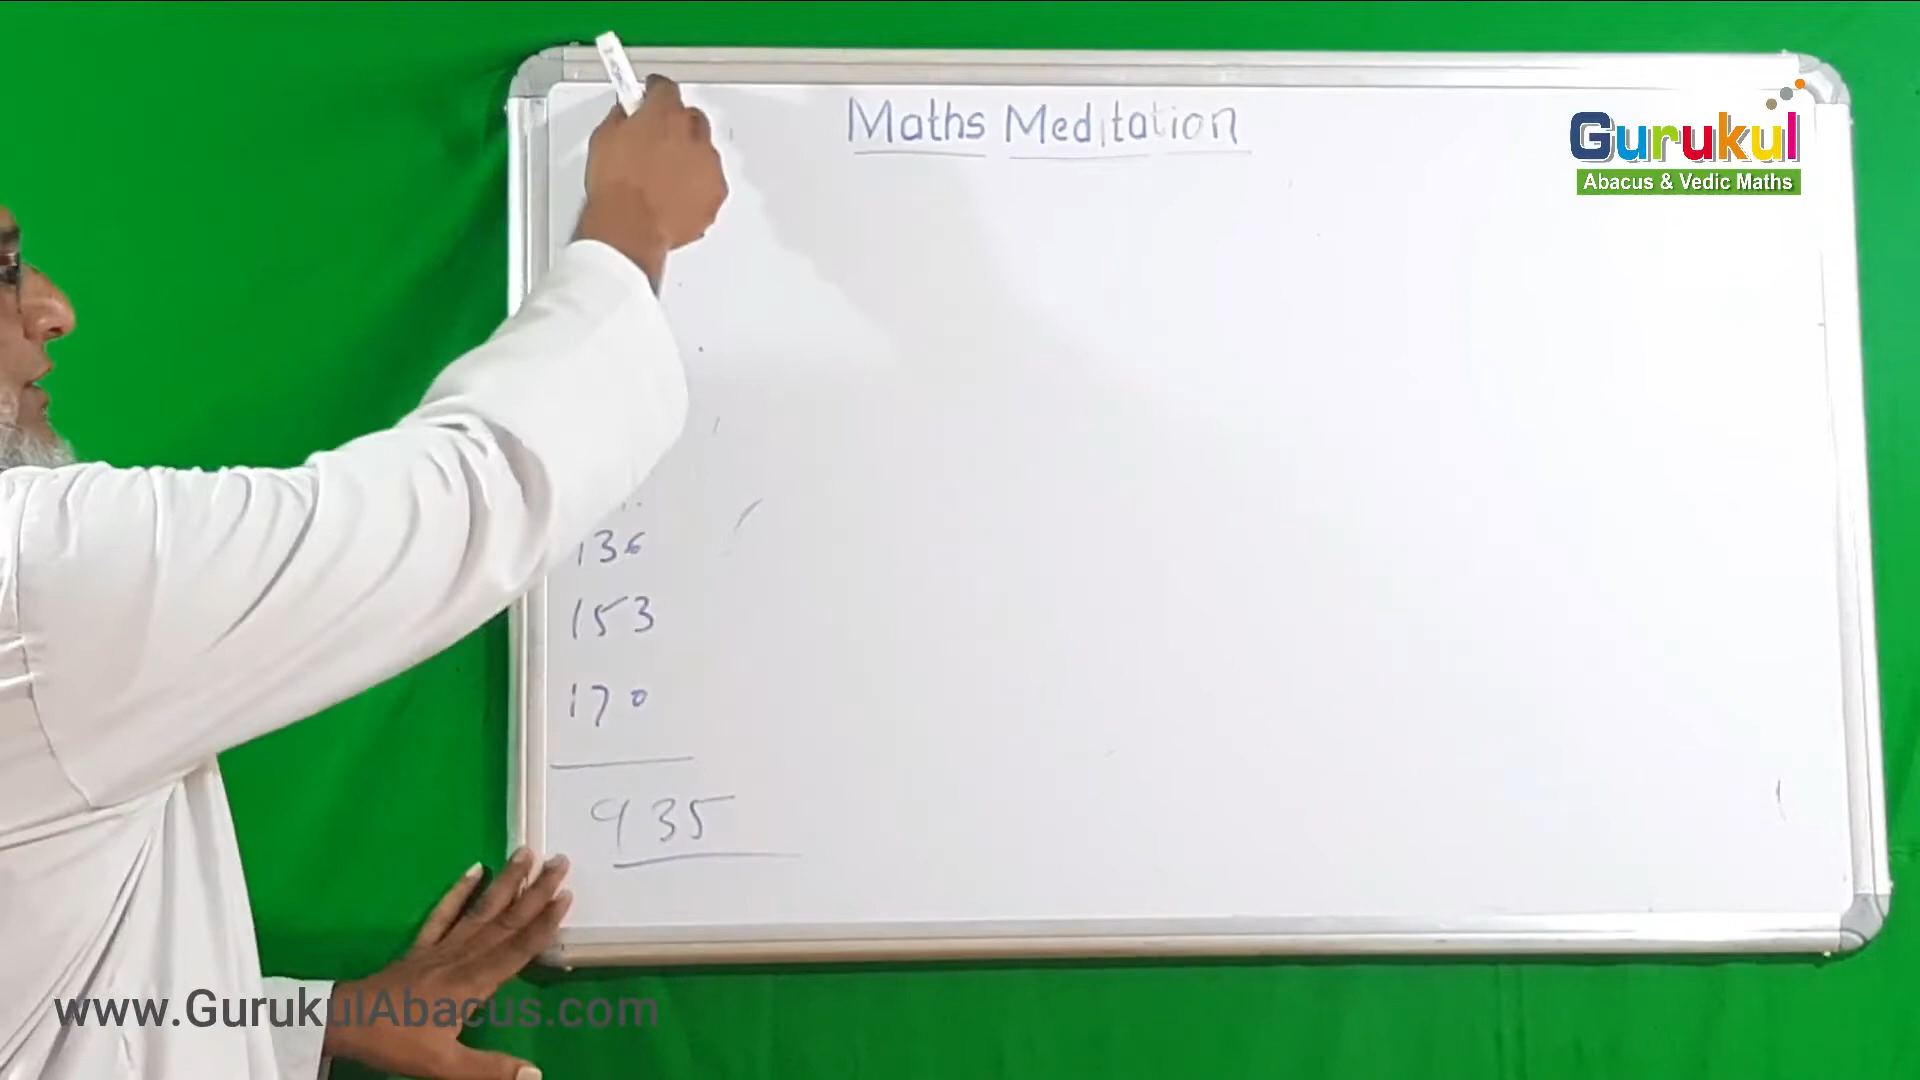 Maths Meditation
Gurukul
Abacus & Vedic Maths
136
153
170
935
www.GurukulAbacus.com